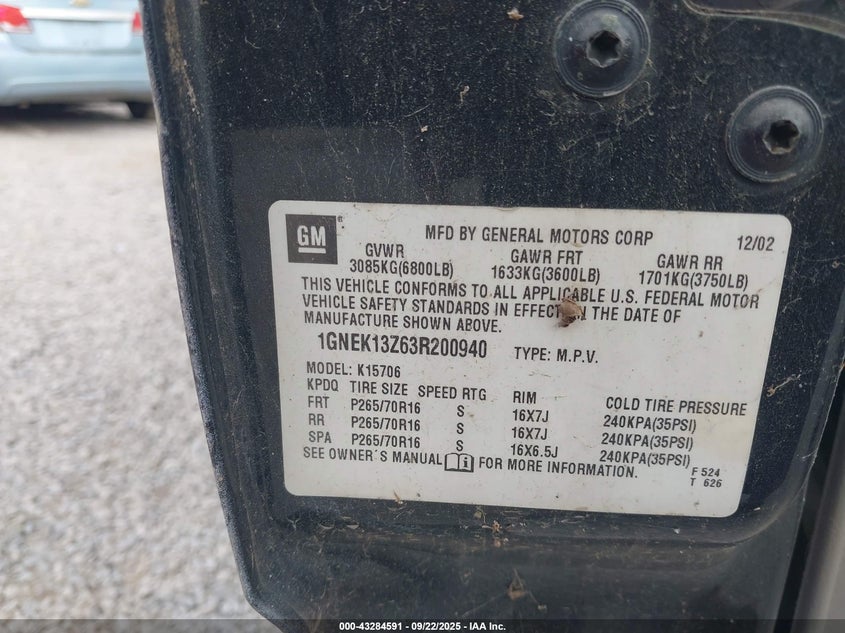 GM
®
MFD BY GENERAL MOTORS CORP 12/02
GVWR GAWR FRT GAWR RR
3085KG(6800LB) 1633KG(3600LB) 1701KG(3750LB)
THIS VEHICLE CONFORMS TO ALL APPLICABLE U.S. FEDERAL MOTOR
VEHICLE SAFETY STANDARDS IN EFFECT ON THE DATE OF
MANUFACTURE SHOWN ABOVE.
1GNEK13Z63R200940 TYPE: M.P.V.
MODEL: K15706
KPDQ TIRE SIZE SPEED RTG RIM COLD TIRE PRESSURE
FRT P265/70R16 S 16X7J 240KPA(35PSI)
RR P265/70R16 S 16X7J 240KPA(35PSI)
SPA P265/70R16 S 16X6.5J 240KPA(35PSI)
SEE OWNER'S MANUAL FOR MORE INFORMATION.
F 524
T 626
000-43284591 - 09/22/2025 - IAA Inc.